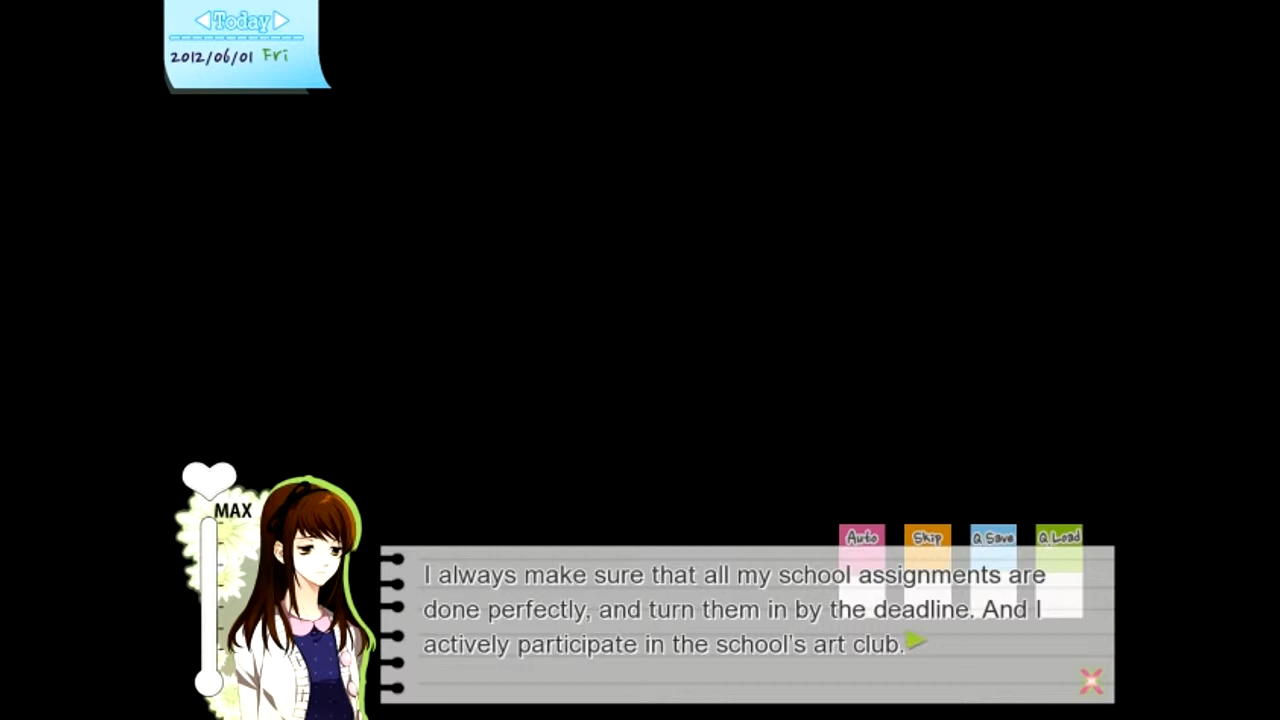 Today
2012/06/01 Fri
MAX
Auto Skip Q.Save Q.Load
I always make sure that all my school assignments are
done perfectly, and turn them in by the deadline. And I
actively participate in the school's art club.